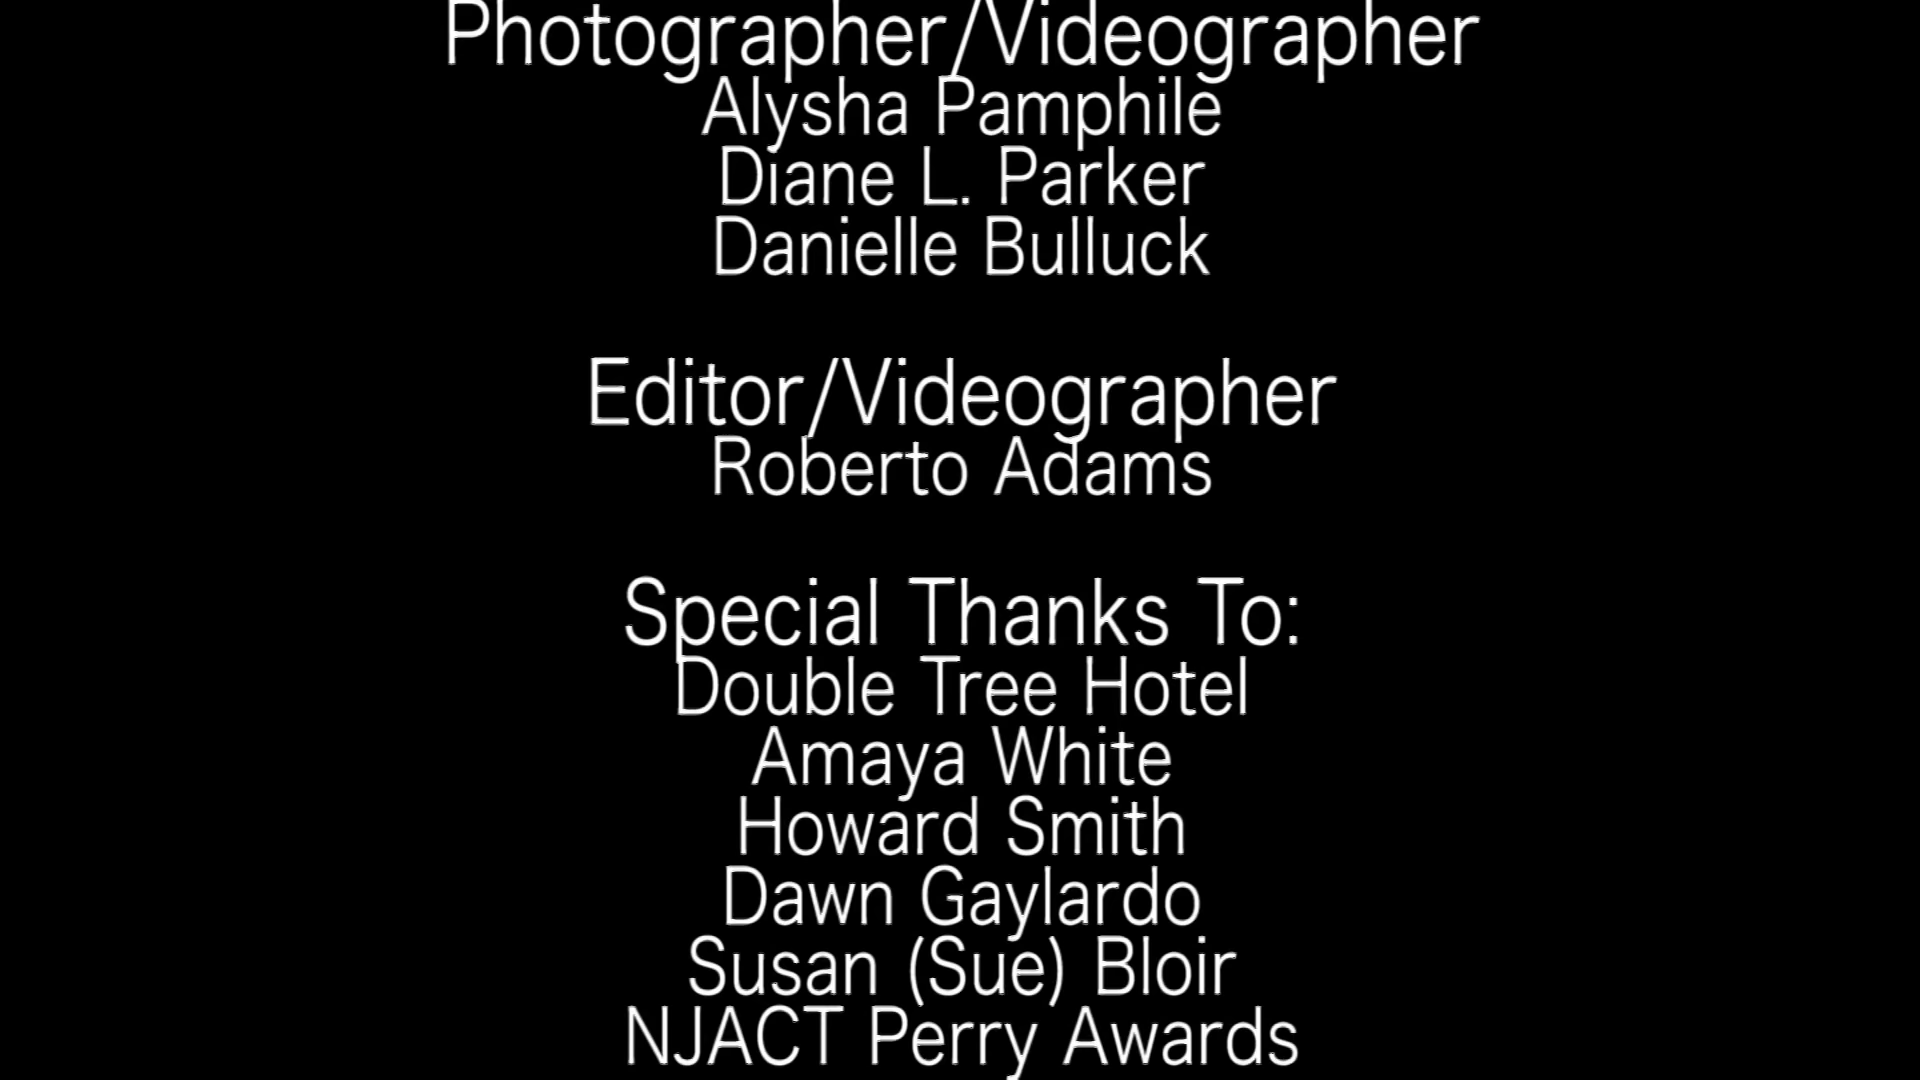 Photographer/Videographer
Alysha Pamphile
Diane L. Parker
Danielle Bulluck
Editor/Videographer
Roberto Adams
Special Thanks To:
Double Tree Hotel
Amaya White
Howard Smith
Dawn Gaylardo
Susan (Sue) Bloir
NJACT Perry Awards